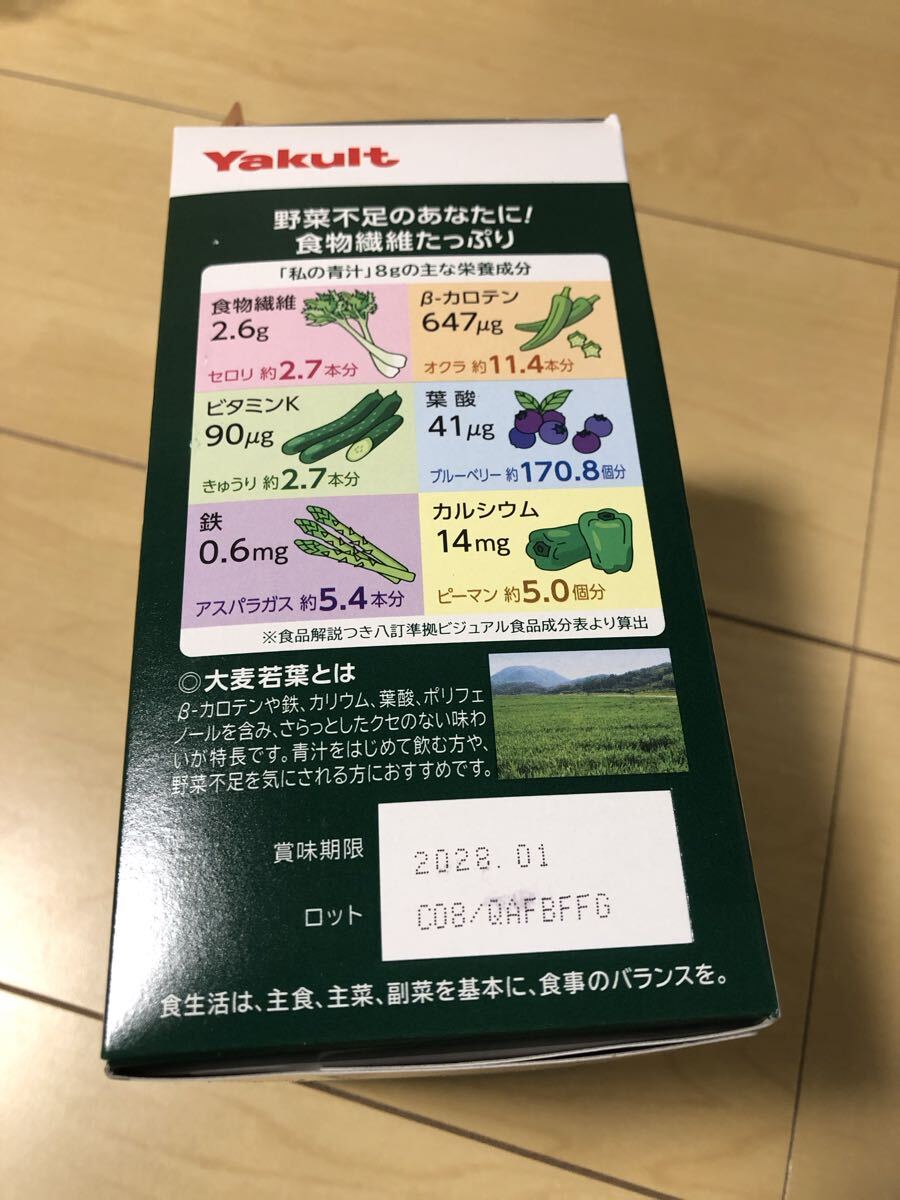 Yakult
野菜不足のあなたに!
食物繊維たっぷり
「私の青汁」8gの主な栄養成分
食物繊維
2.6g
セロリ 約2.7本分
β-カロテン
647μg
オクラ 約11.4本分
ビタミンK
90μg
きゅうり 約2.7本分
葉酸
41μg
ブルーベリー 約170.8個分
鉄
0.6mg
アスパラガス 約5.4本分
カルシウム
14mg
ピーマン 約5.0個分
※食品解説つき八訂準拠ビジュアル食品成分表より算出
◎大麦若葉とは
β-カロテンや鉄、カリウム、葉酸、ポリフェ
ノールを含み、さらっとしたクセのない味わ
いが特長です。青汁をはじめて飲む方や、
野菜不足を気にされる方におすすめです。
賞味期限
2028.01
ロット
C08/QAFBFFG
食生活は、主食、主菜、副菜を基本に、食事のバランスを。